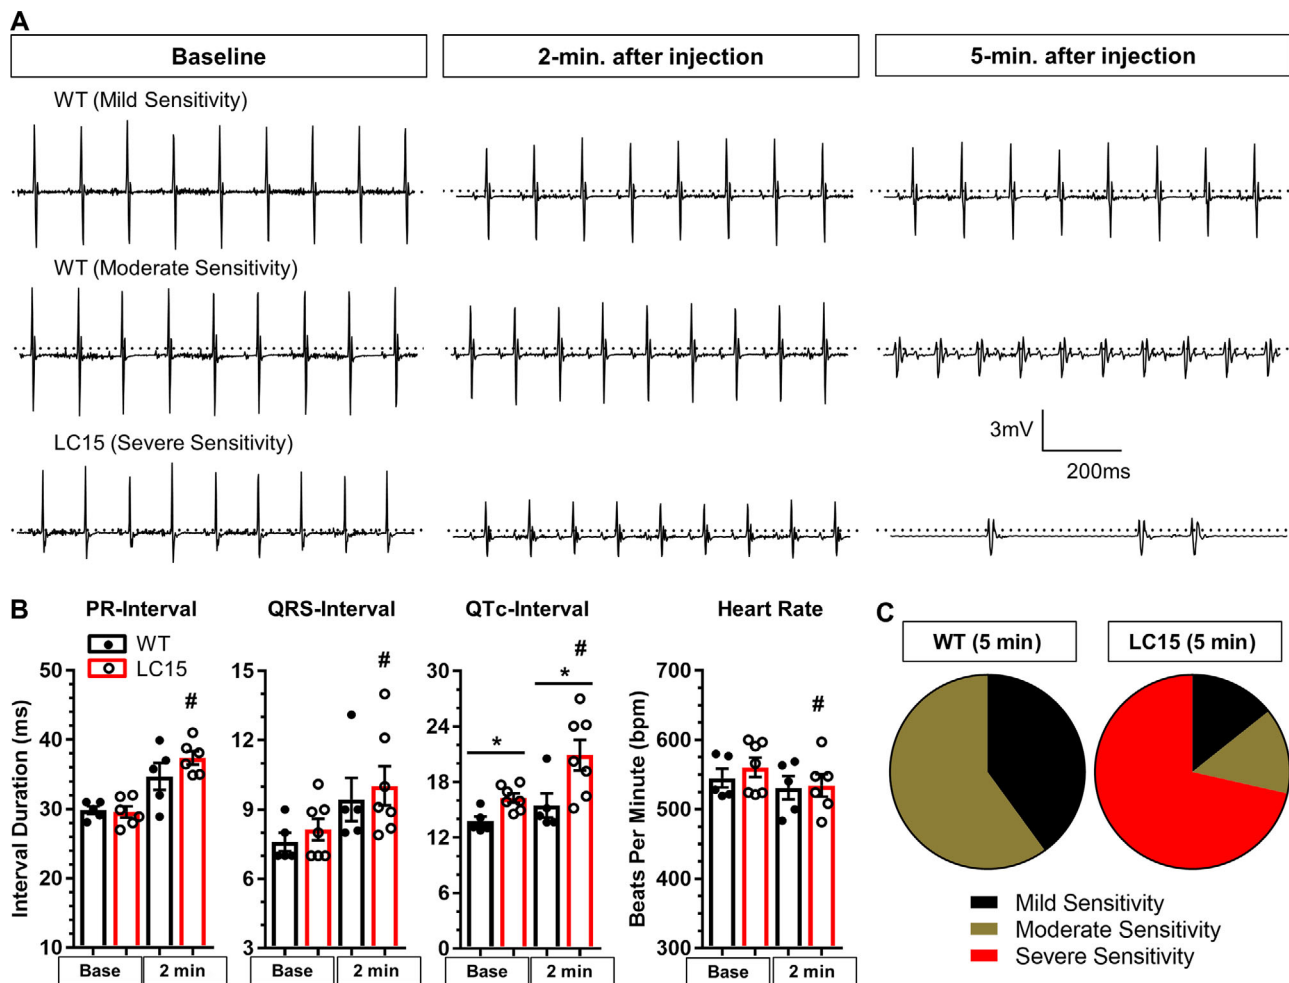 A
Baseline
2-min. after injection
5-min. after injection
WT (Mild Sensitivity)
WT (Moderate Sensitivity)
LC15 (Severe Sensitivity)
3mV
200ms
B
PR-Interval
QRS-Interval
QTc-Interval
Heart Rate
WT
LC15
Interval Duration (ms)
50
40
30
20
10
#
Base
2 min
15
12
9
6
3
#
Base
2 min
30
24
18
12
6
0
*
*
#
Base
2 min
Beats Per Minute (bpm)
700
600
500
400
300
#
Base
2 min
C
WT (5 min)
LC15 (5 min)
Mild Sensitivity
Moderate Sensitivity
Severe Sensitivity